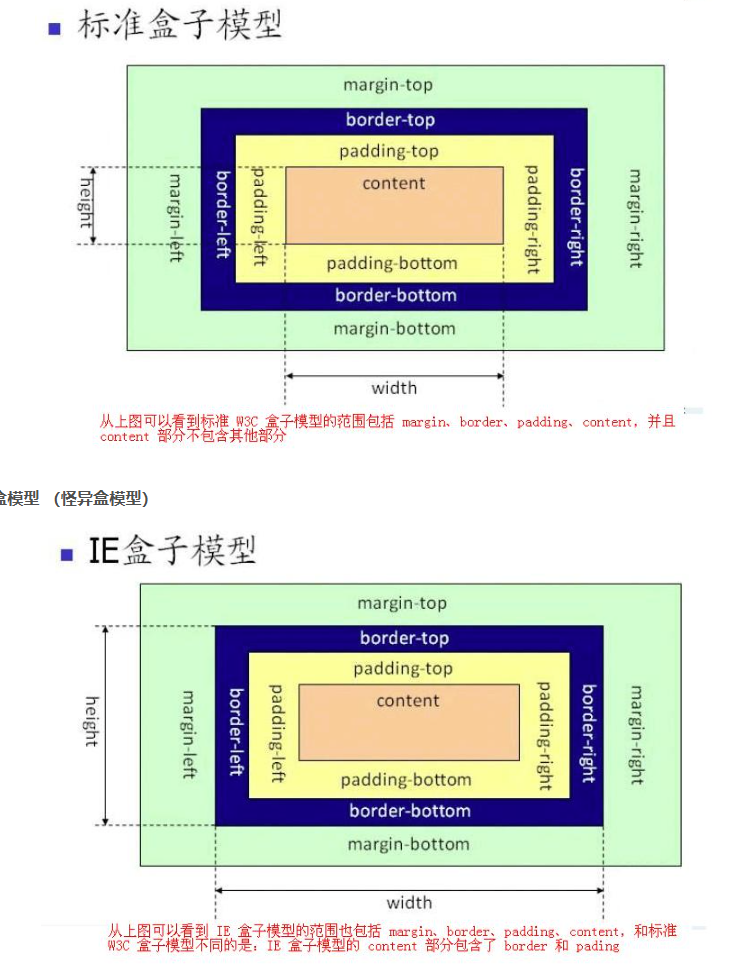 标准盒子模型
margin-top
border-top
padding-top
content
height
margin-left
border-left
padding-left
padding-right
border-right
margin-right
padding-bottom
border-bottom
margin-bottom
width
从上图可以看到标准 W3C 盒子模型的范围包括 margin、border、padding、content, 并且
content 部分不包含其他部分
盒模型 (怪异盒模型)
IE盒子模型
margin-top
border-top
padding-top
content
height
margin-left
border-left
padding-left
padding-right
border-right
margin-right
padding-bottom
border-bottom
margin-bottom
width
从上图可以看到 IE 盒子模型的范围也包括 margin、border、padding、content, 和标准
W3C 盒子模型不同的是: IE 盒子模型的 content 部分包含了 border 和 pading